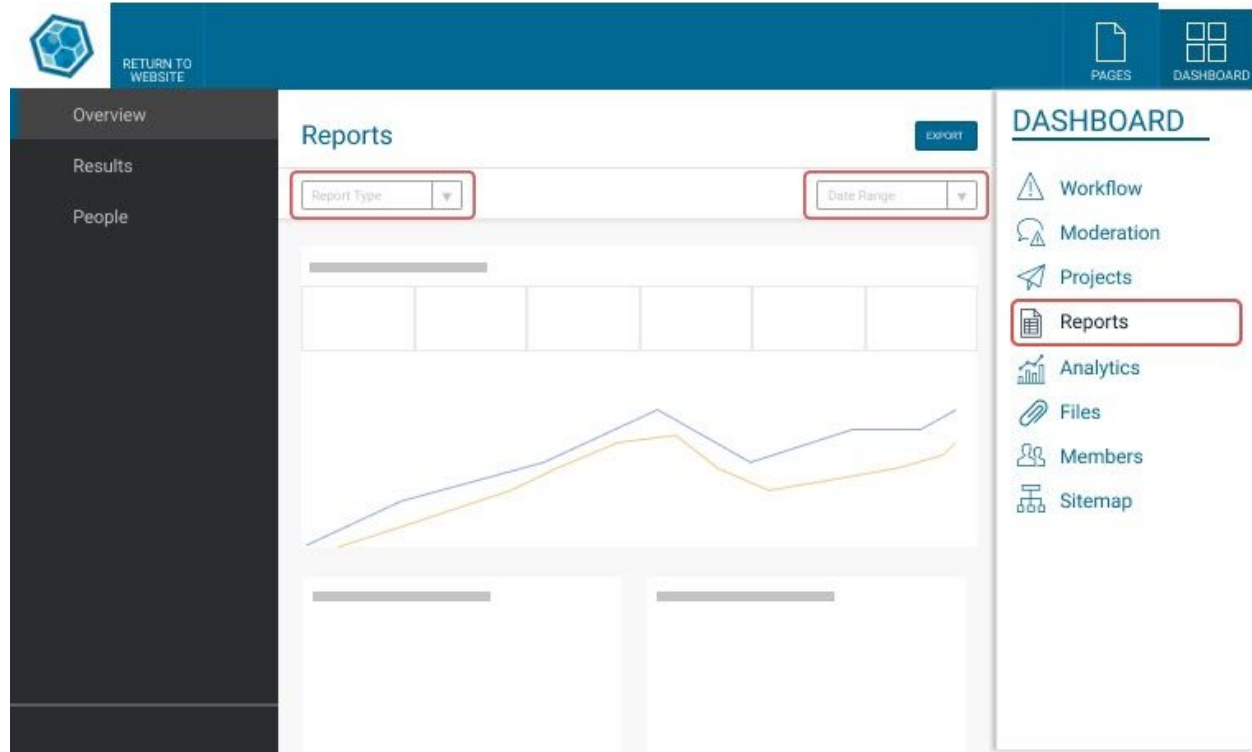 RETURN TO
WEBSITE
PAGES
DASHBOARD
Overview
Results
People
Reports
EXPORT
Report Type
Date Range
DASHBOARD
Workflow
Moderation
Projects
Reports
Analytics
Files
Members
Sitemap